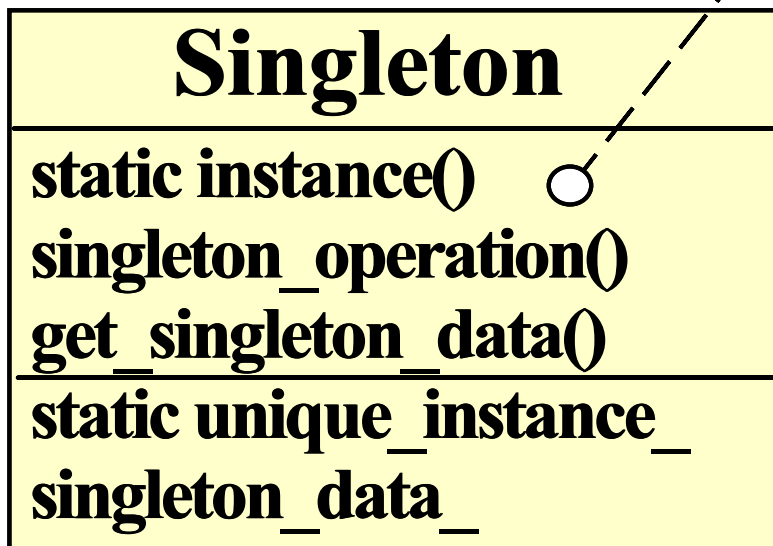 Singleton
static instance()
singleton_operation()
get_singleton_data()
static unique_instance_
singleton_data_